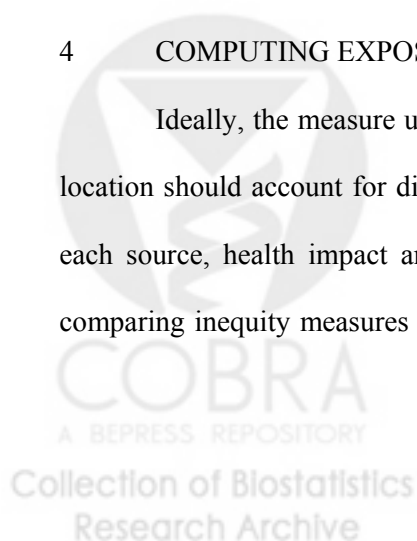 4 COMPUTING EXPOS
Ideally, the measure u
location should account for di
each source, health impact a
comparing inequity measures
COBRA
A BEPRESS REPOSITORY
Collection of Biostatistics
Research Archive